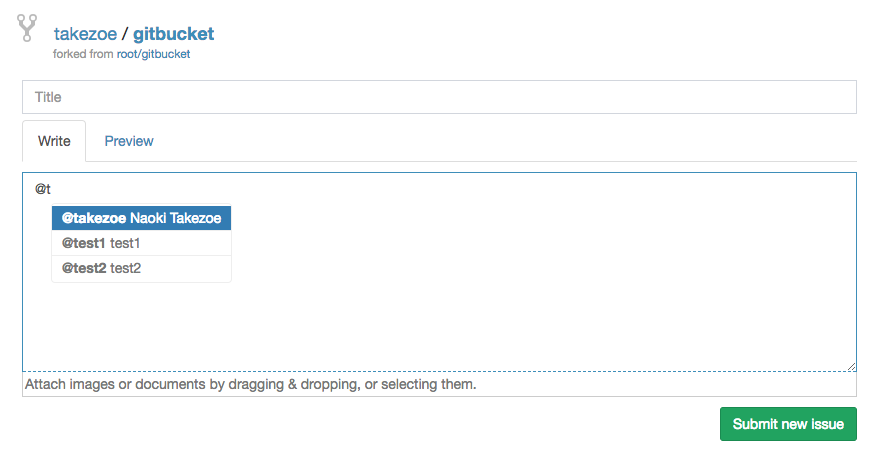 takezoe / gitbucket
forked from root/gitbucket
Title
Write Preview
@t
@takezoe Naoki Takezoe
@test1 test1
@test2 test2
Attach images or documents by dragging & dropping, or selecting them.
Submit new issue